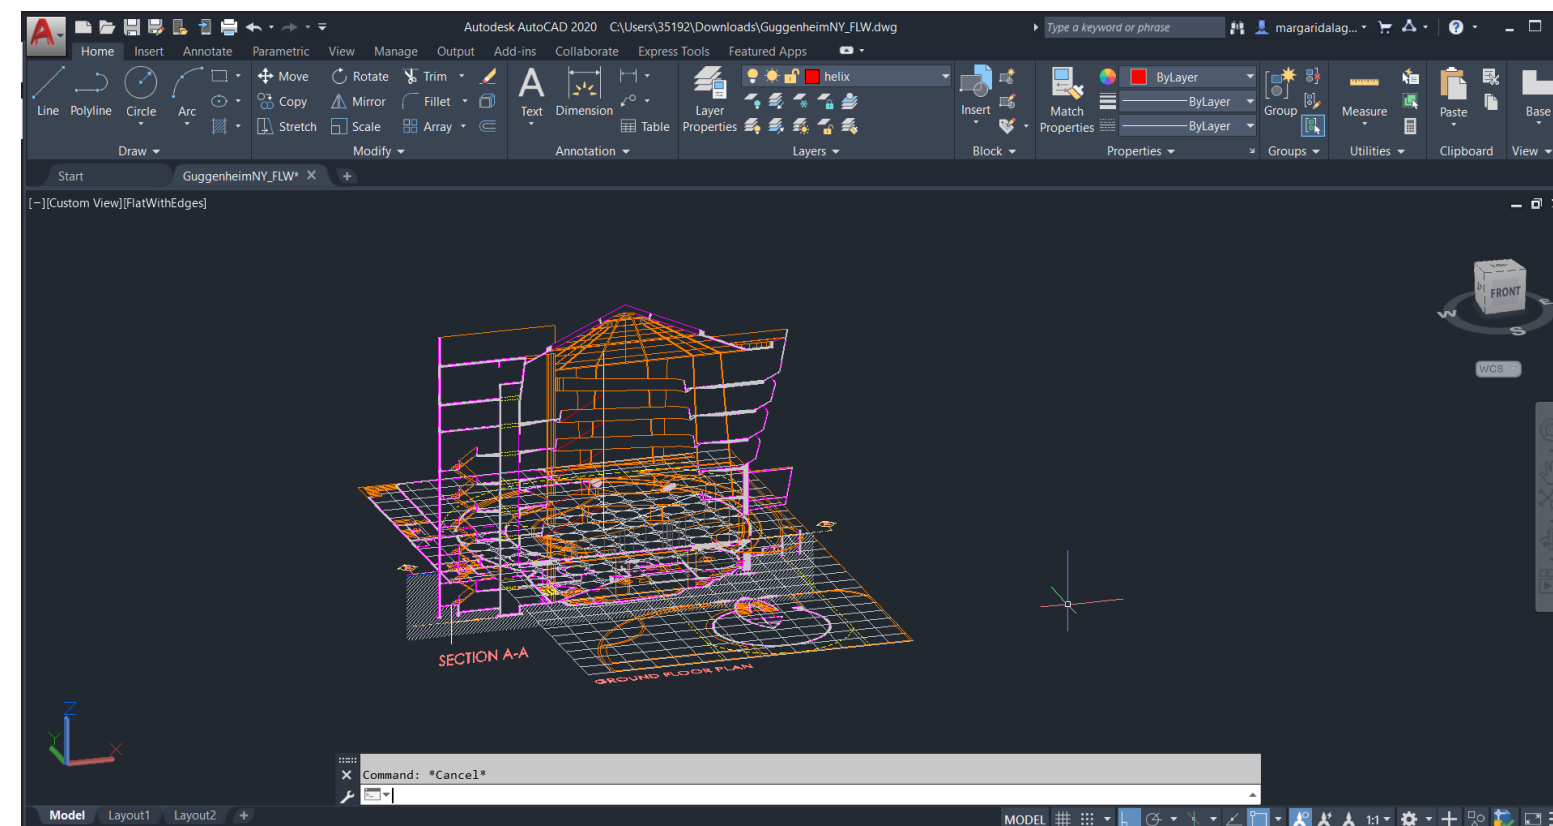 Autodesk AutoCAD 2020 C:\Users\35192\Downloads\GuggenheimNY_FLW.dwg Type a keyword or phrase margaridalag...
Home Insert Annotate Parametric View Manage Output Add-ins Collaborate Express Tools Featured Apps
Move Rotate Trim helix ByLayer
Line Polyline Circle Arc Copy Mirror Fillet Text Dimension Layer Insert Match ByLayer Group Measure Paste Base
Stretch Scale Array Table Properties Properties ByLayer
Draw Modify Annotation Layers Block Properties Groups Utilities Clipboard View
Start GuggenheimNY_FLW* +
[−][Custom View][FlatWithEdges]
TOP
FRONT
W S E
WCS
SECTION A-A
GROUND FLOOR PLAN
Z
Y X
Command: *Cancel*
Model Layout1 Layout2 +
MODEL 1:1